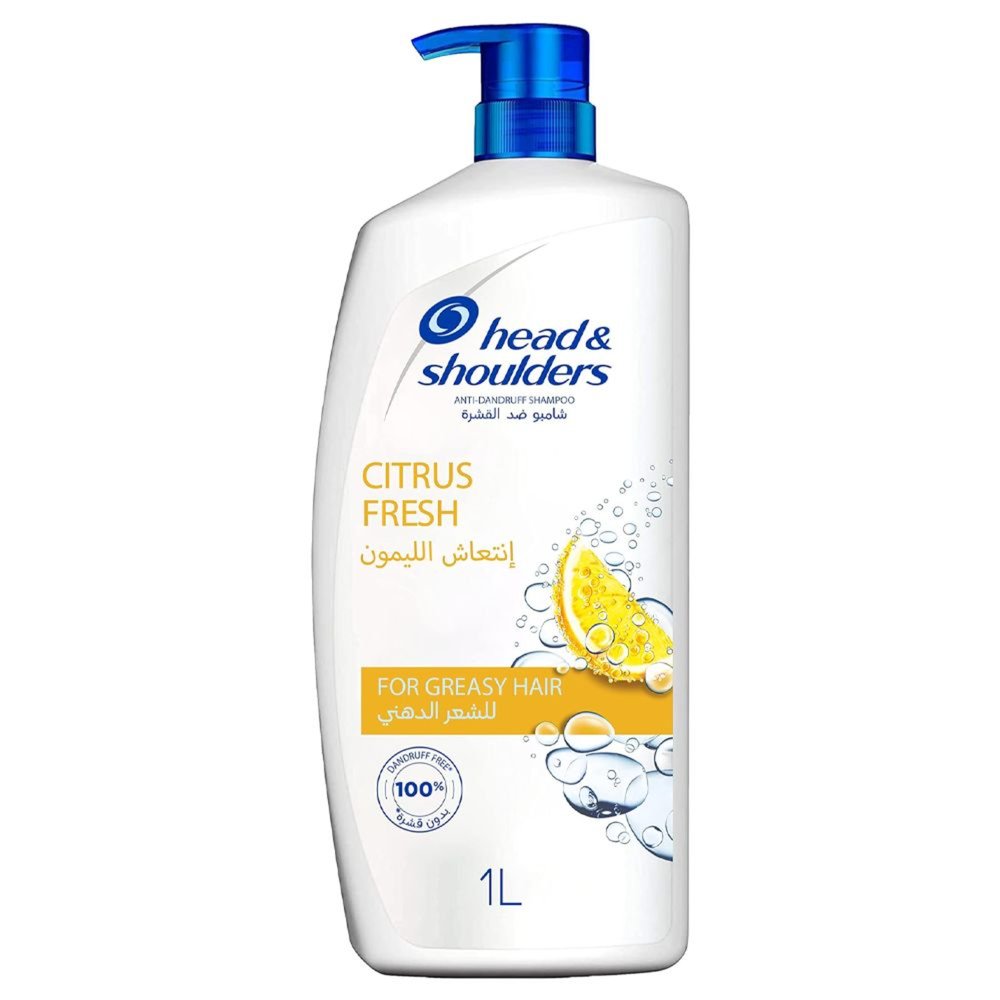 head &
shoulders
ANTI-DANDRUFF SHAMPOO
شامبو ضد القشرة
CITRUS
FRESH
إنتعاش الليمون
FOR GREASY HAIR
للشعر الدهني
DANDRUFF FREE*
100%
بدون قشرة*
1L